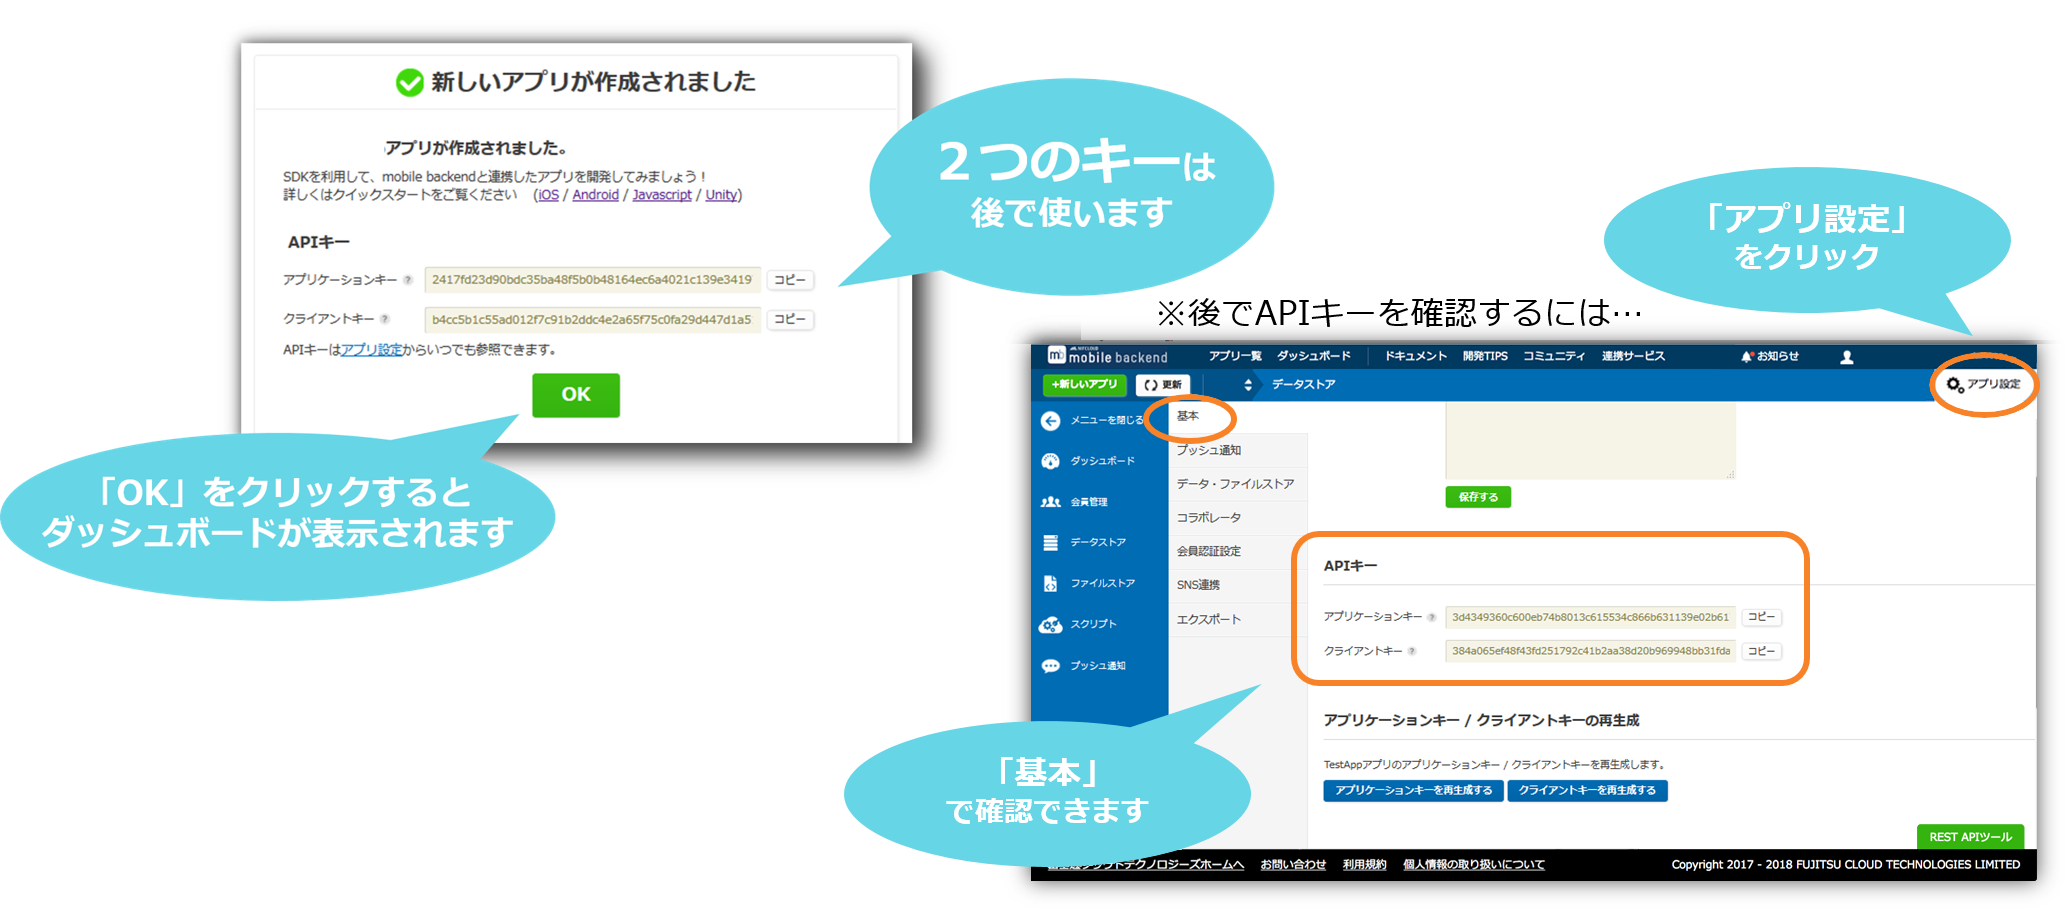 新しいアプリが作成されました
アプリが作成されました。
SDKを利用して、mobile backendと連携したアプリを開発してみましょう！
詳しくはクイックスタートをご覧ください　(iOS / Android / Javascript / Unity)
APIキー
アプリケーションキー ? 2417fd23d90bdc35ba48f5b0b48164ec6a4021c139e3419 コピー
クライアントキー ? b4cc5b1c55ad012f7c91b2ddc4e2a65f75c0fa29d447d1a5 コピー
APIキーはアプリ設定からいつでも参照できます。
OK
２つのキーは
後で使います
「OK」をクリックすると
ダッシュボードが表示されます
「アプリ設定」
をクリック
※後でAPIキーを確認するには…
mobile backend アプリ一覧 ダッシュボード ドキュメント 開発TIPS コミュニティ 連携サービス お知らせ
+新しいアプリ 更新 データストア アプリ設定
メニューを閉じる
ダッシュボード
会員管理
データストア
ファイルストア
スクリプト
プッシュ通知
基本
プッシュ通知
データ・ファイルストア
コラボレータ
会員認証設定
SNS連携
エクスポート
保存する
APIキー
アプリケーションキー ? 3d4349360c600eb74b8013c615534c866b631139e02b61 コピー
クライアントキー ? 384a065ef48f43fd251792c41b2aa38d20b969948bb31fda コピー
アプリケーションキー / クライアントキーの再生成
TestAppアプリのアプリケーションキー / クライアントキーを再生成します。
アプリケーションキーを再生成する クライアントキーを再生成する
REST APIツール
「基本」
で確認できます
テクノロジーズホームへ お問い合わせ 利用規約 個人情報の取り扱いについて Copyright 2017 - 2018 FUJITSU CLOUD TECHNOLOGIES LIMITED